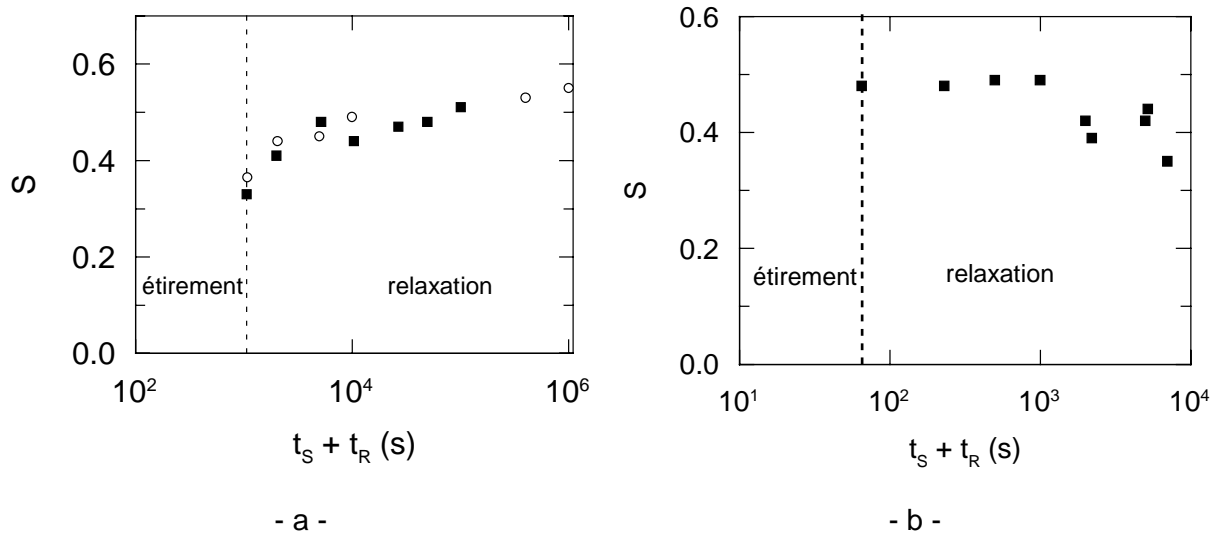 0.6
0.4
0.2
0.0
S
étirement
relaxation
10² 10⁴ 10⁶
t_S + t_R (s)
- a -
0.6
0.4
0.2
0.0
S
étirement
relaxation
10¹ 10² 10³ 10⁴
t_S + t_R (s)
- b -